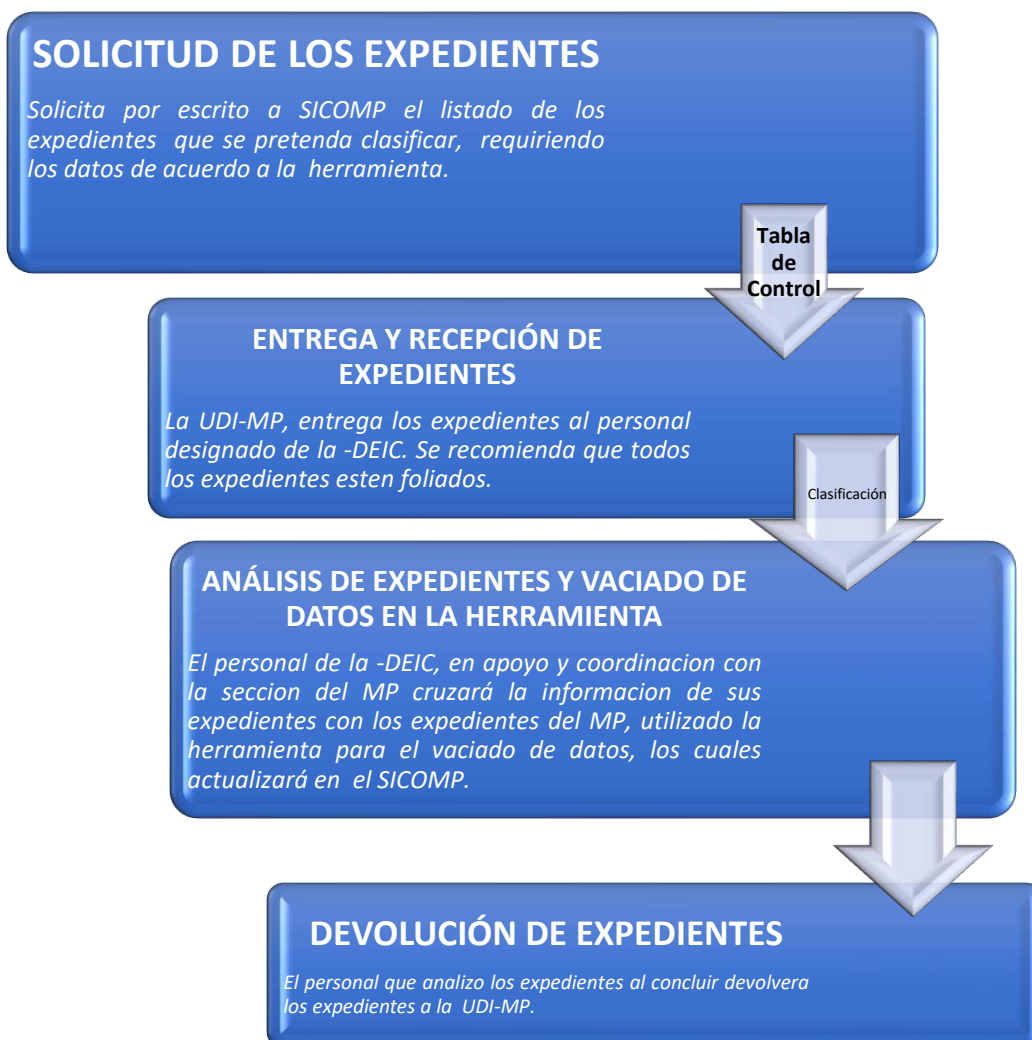 SOLICITUD DE LOS EXPEDIENTES
Solicita por escrito a SICOMP el listado de los
expedientes que se pretenda clasificar, requiriendo
los datos de acuerdo a la herramienta.
Tabla
de
Control
ENTREGA Y RECEPCIÓN DE
EXPEDIENTES
La UDI-MP, entrega los expedientes al personal
designado de la -DEIC. Se recomienda que todos
los expedientes esten foliados.
Clasificación
ANÁLISIS DE EXPEDIENTES Y VACIADO DE
DATOS EN LA HERRAMIENTA
El personal de la -DEIC, en apoyo y coordinacion con
la seccion del MP cruzará la informacion de sus
expedientes con los expedientes del MP, utilizado la
herramienta para el vaciado de datos, los cuales
actualizará en el SICOMP.
DEVOLUCIÓN DE EXPEDIENTES
El personal que analizo los expedientes al concluir devolvera
los expedientes a la UDI-MP.